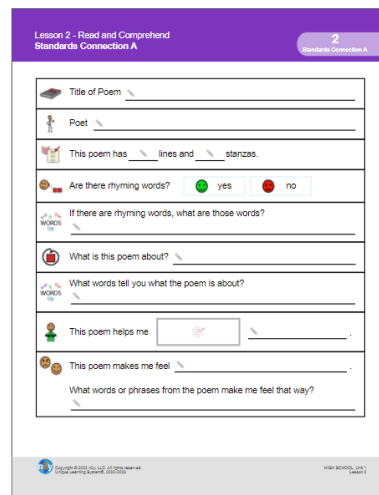 Lesson 2 - Read and Comprehend
Standards Connection A
2
Standards Connection A
Title of Poem
Poet
This poem has lines and stanzas.
Are there rhyming words? yes no
WORDS
If there are rhyming words, what are those words?
What is this poem about?
WORDS
What words tell you what the poem is about?
This poem helps me .
This poem makes me feel .
What words or phrases from the poem make me feel that way?
n2y
Unique Learning System®,
HIGH SCHOOL, Unit 1
Lesson 2